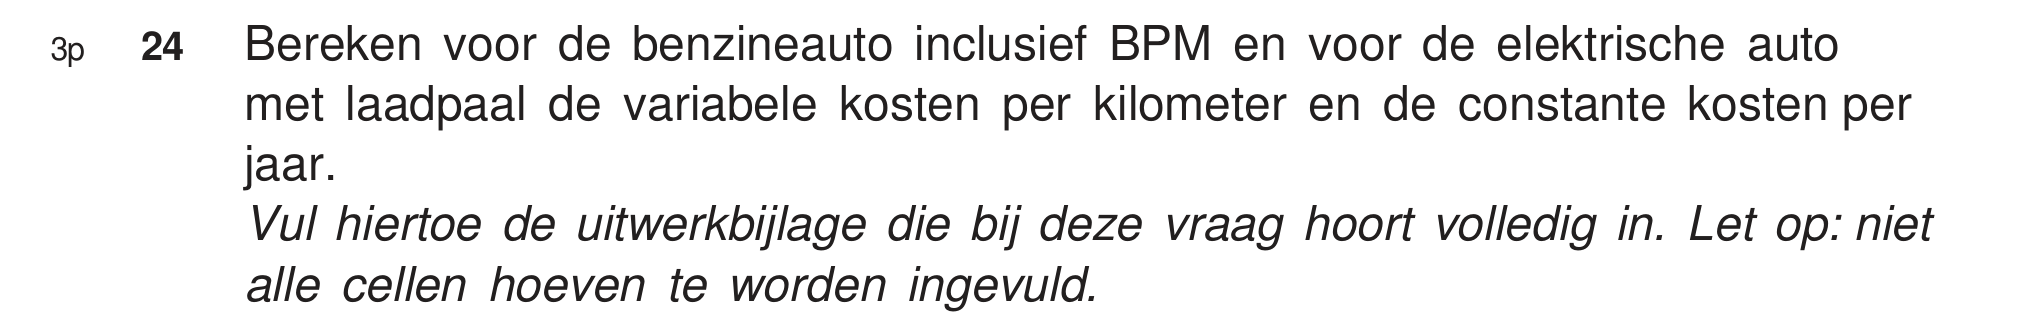 3p 24 Bereken voor de benzineauto inclusief BPM en voor de elektrische auto
met laadpaal de variabele kosten per kilometer en de constante kosten per
jaar.
Vul hiertoe de uitwerkbijlage die bij deze vraag hoort volledig in. Let op: niet
alle cellen hoeven te worden ingevuld.